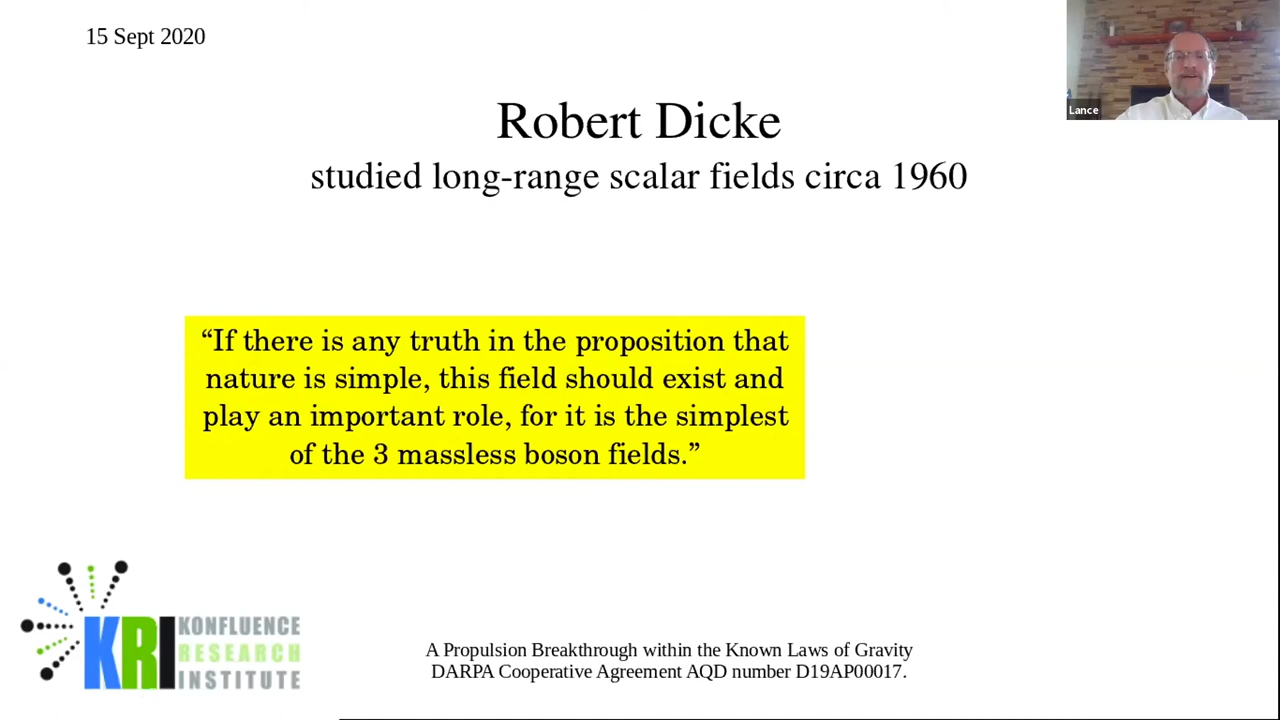 15 Sept 2020
Lance
Robert Dicke
studied long-range scalar fields circa 1960
“If there is any truth in the proposition that
nature is simple, this field should exist and
play an important role, for it is the simplest
of the 3 massless boson fields.”
KRI KONFLUENCE
RESEARCH
INSTITUTE
A Propulsion Breakthrough within the Known Laws of Gravity
DARPA Cooperative Agreement AQD number D19AP00017.